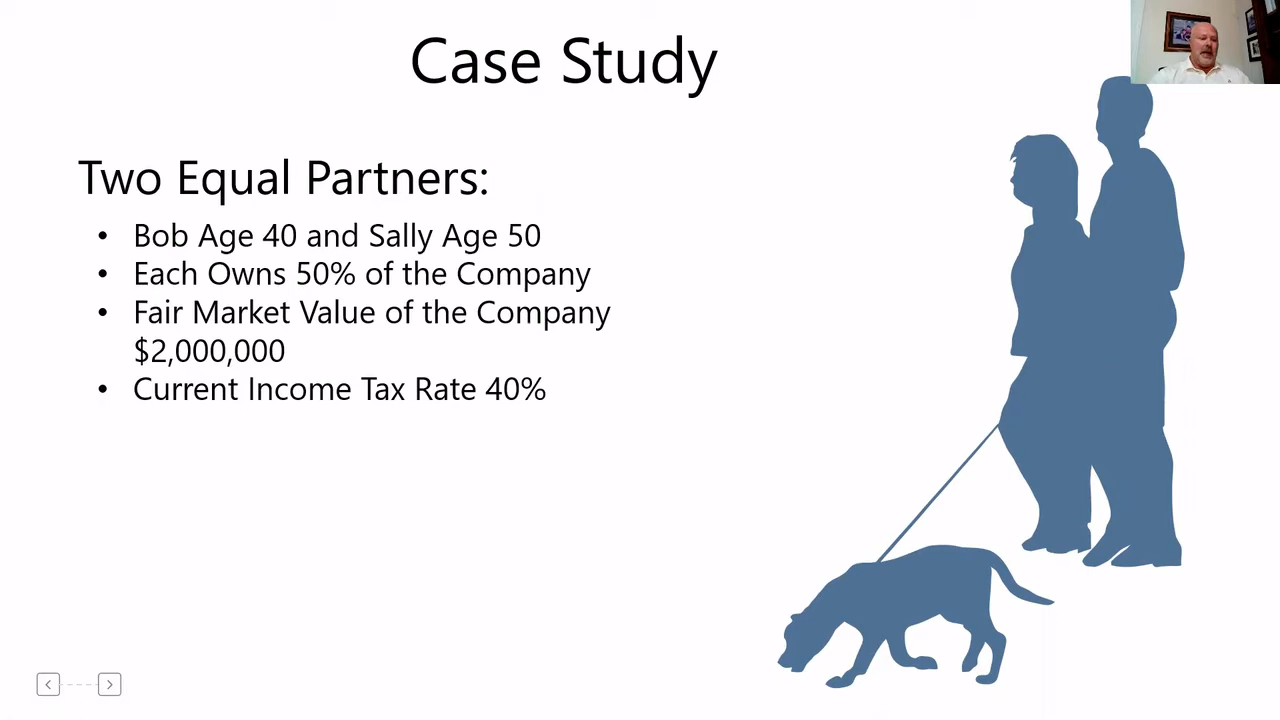 Case Study
Two Equal Partners:
• Bob Age 40 and Sally Age 50
• Each Owns 50% of the Company
• Fair Market Value of the Company
$2,000,000
• Current Income Tax Rate 40%